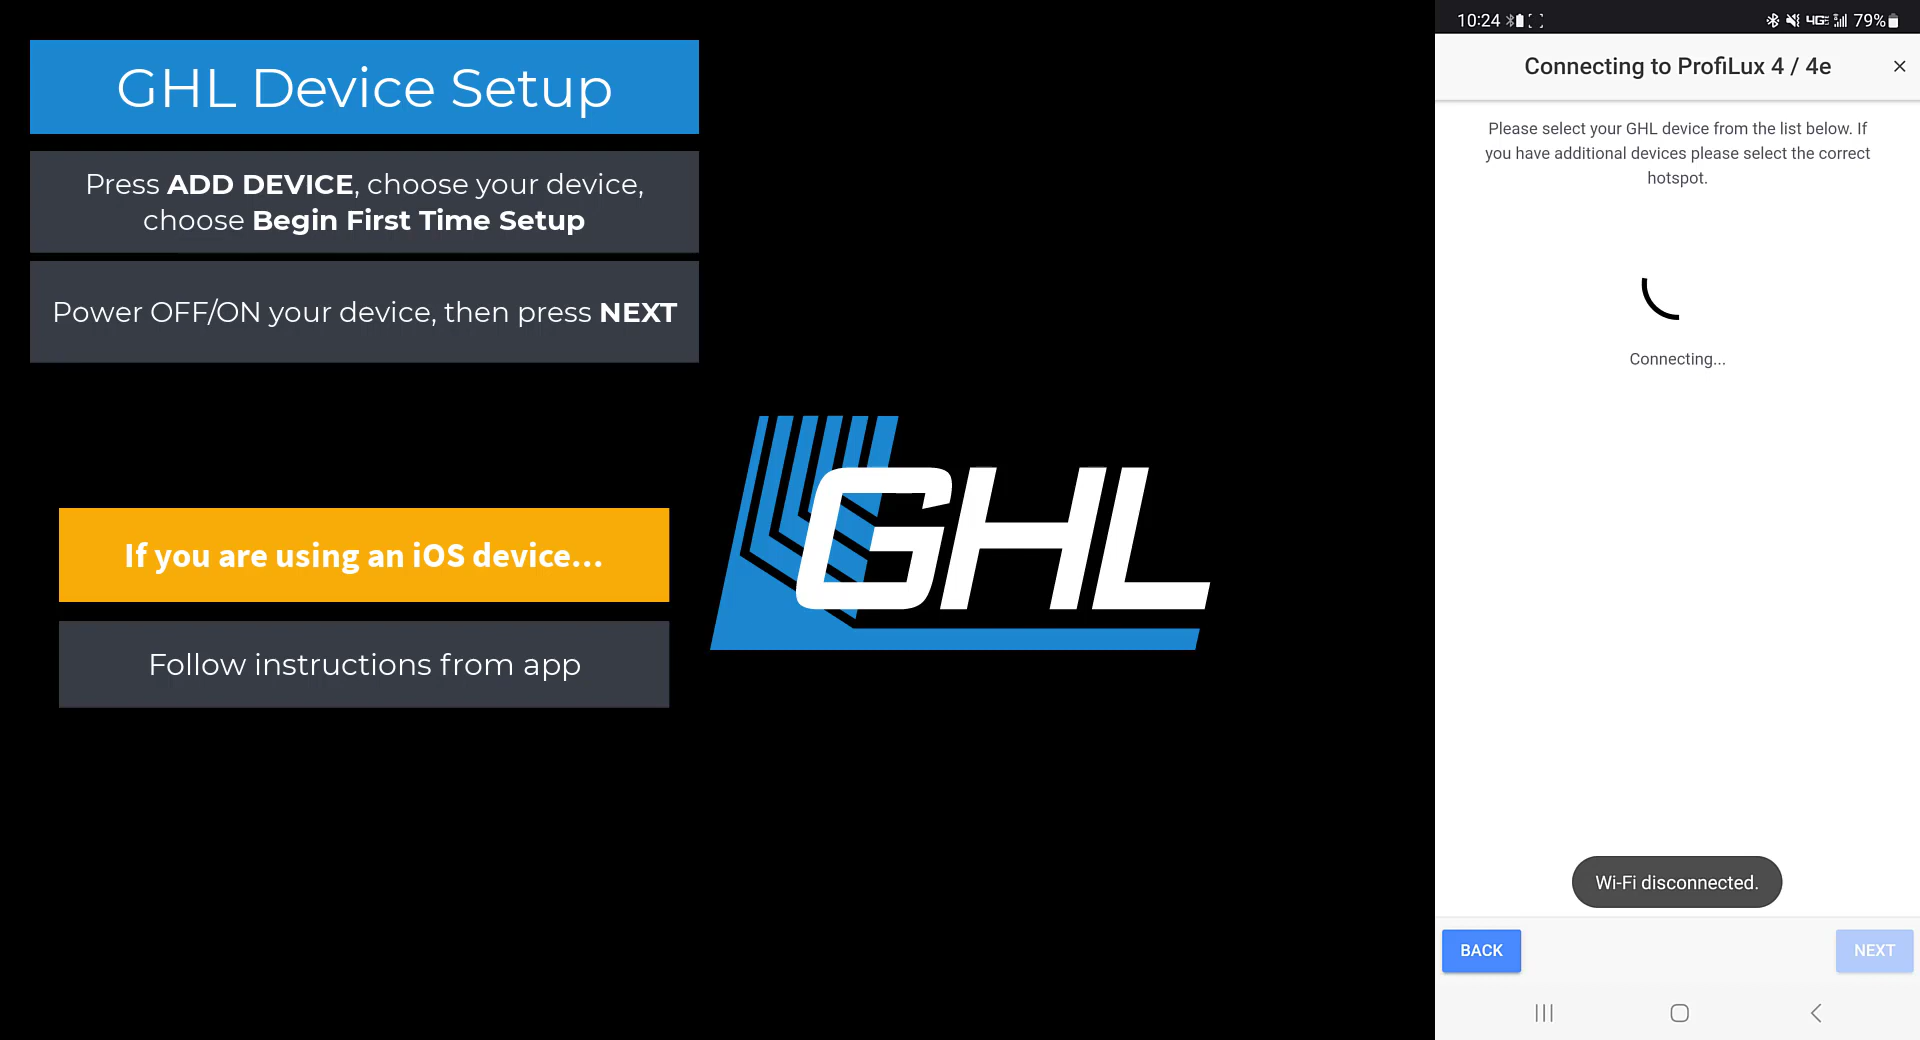 GHL Device Setup
Press ADD DEVICE, choose your device,
choose Begin First Time Setup
Power OFF/ON your device, then press NEXT
If you are using an iOS device...
Follow instructions from app
GHL
10:24
4G
79%
Connecting to ProfiLux 4 / 4e
Please select your GHL device from the list below. If
you have additional devices please select the correct
hotspot.
Connecting...
Wi-Fi disconnected.
BACK
NEXT